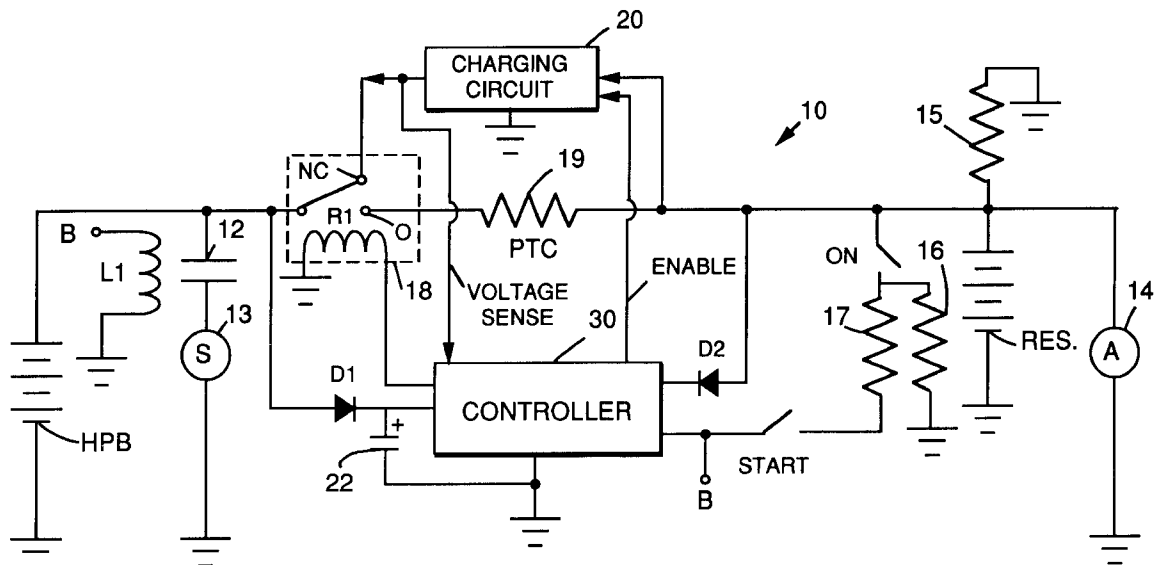 20
CHARGING
CIRCUIT
10
15
NC
19
B
12
R1
O
PTC
L1
ON
16
18
VOLTAGE
SENSE
ENABLE
17
14
13
S
30
D2
RES.
A
D1
CONTROLLER
+
HPB
22
START
B